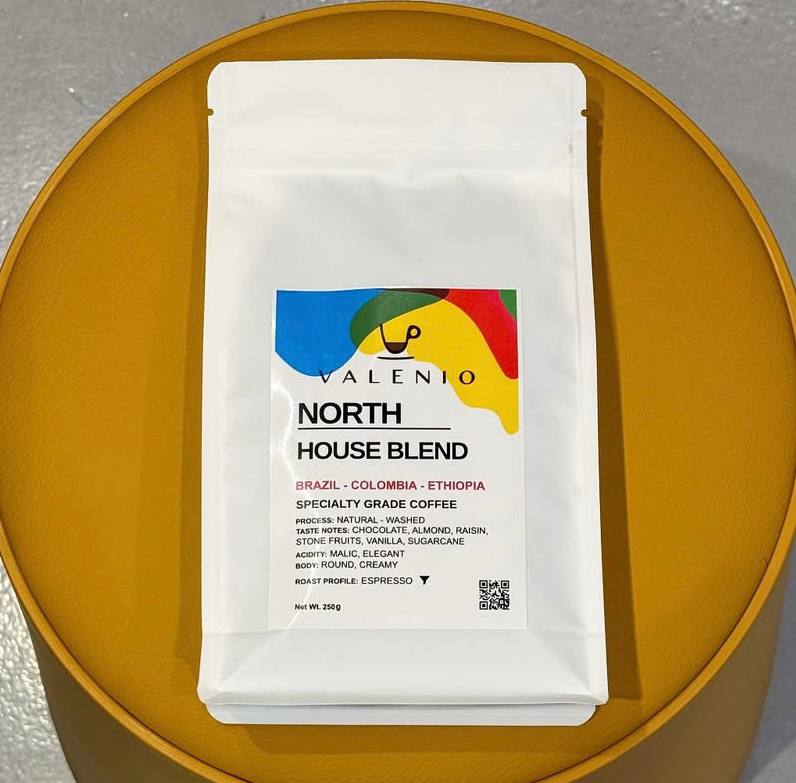 VALENIO
NORTH
HOUSE BLEND
BRAZIL - COLOMBIA - ETHIOPIA
SPECIALTY GRADE COFFEE
PROCESS: NATURAL - WASHED
TASTE NOTES: CHOCOLATE, ALMOND, RAISIN,
STONE FRUITS, VANILLA, SUGARCANE
ACIDITY: MALIC, ELEGANT
BODY: ROUND, CREAMY
ROAST PROFILE: ESPRESSO
Net Wt. 250g